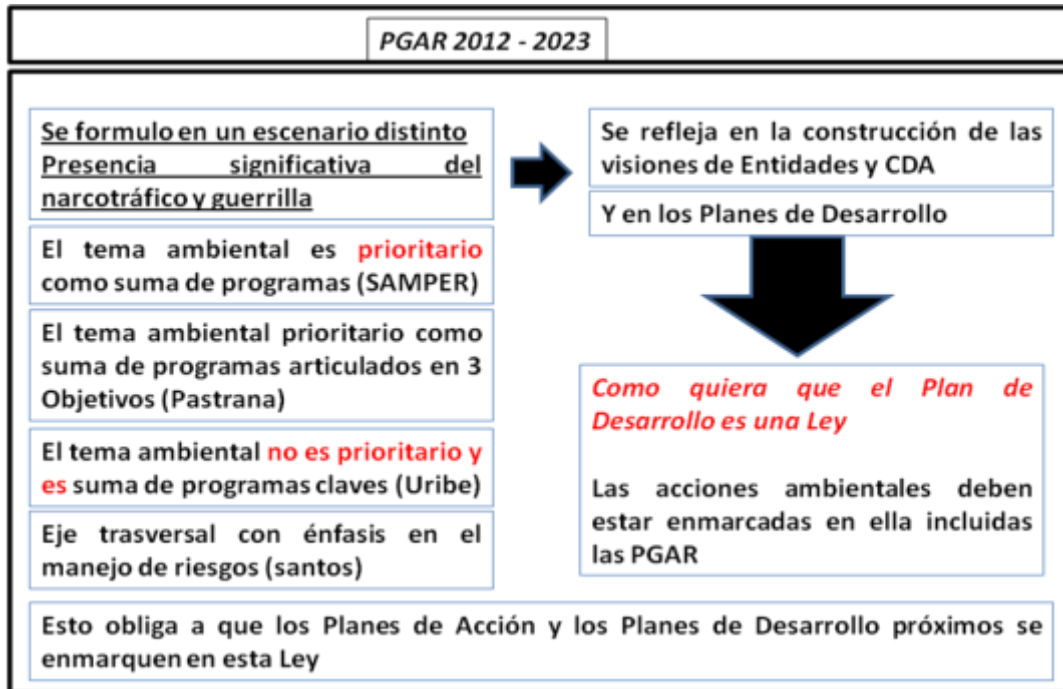 PGAR 2012 - 2023
Se formulo en un escenario distinto
Presencia significativa del
narcotráfico y guerrilla
El tema ambiental es prioritario
como suma de programas (SAMPER)
El tema ambiental prioritario como
suma de programas articulados en 3
Objetivos (Pastrana)
El tema ambiental no es prioritario y
es suma de programas claves (Uribe)
Eje trasversal con énfasis en el
manejo de riesgos (santos)
Se refleja en la construcción de las
visiones de Entidades y CDA
Y en los Planes de Desarrollo
Como quiera que el Plan de
Desarrollo es una Ley
Las acciones ambientales deben
estar enmarcadas en ella incluidas
las PGAR
Esto obliga a que los Planes de Acción y los Planes de Desarrollo próximos se
enmarquen en esta Ley